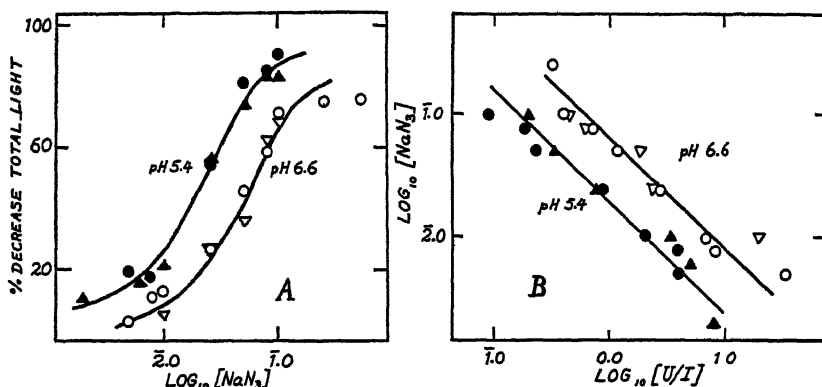 % DECREASE TOTAL LIGHT
100
60
20
pH 5.4
pH 6.6
A
2̄.0
1̄.0
LOG₁₀ [NaN₃]
LOG₁₀ [NaN₃]
1̄.0
2̄.0
pH 6.6
pH 5.4
B
1̄.0
0.0
1 0
LOG₁₀ [U/I]